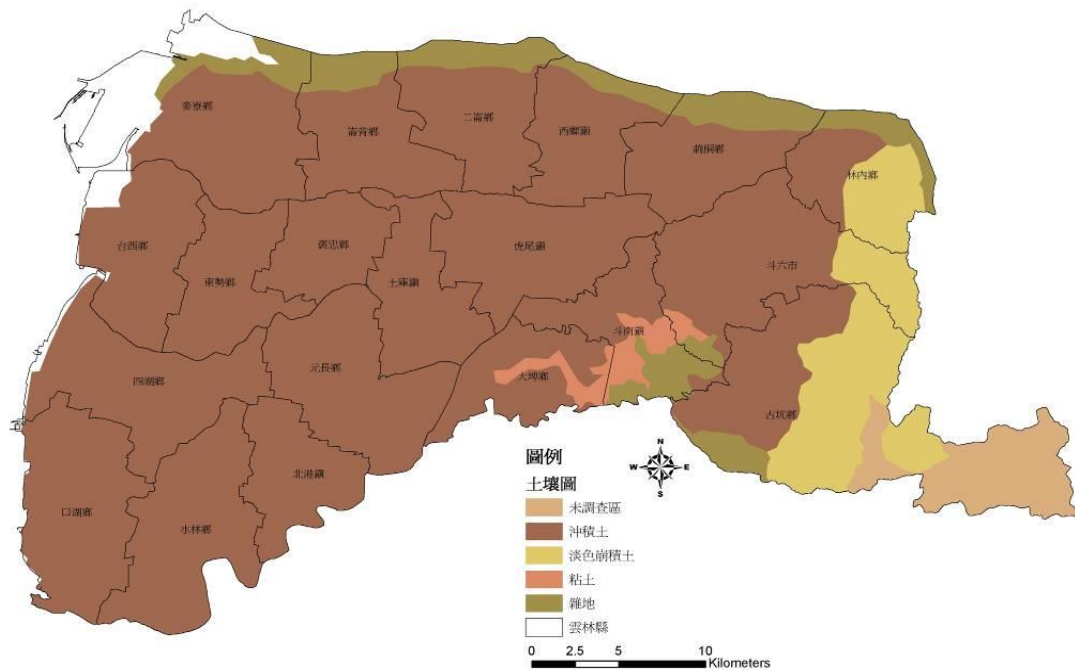 麥寮鄉
崙背鄉
二崙鄉
西螺鎮
莿桐鄉
林內鄉
台西鄉
東勢鄉
褒忠鄉
土庫鎮
虎尾鎮
斗六市
斗南鎮
四湖鄉
元長鄉
大埤鄉
古坑鄉
北港鎮
口湖鄉
水林鄉
N
W E
S
圖例
土壤圖
未調查區
沖積土
淡色崩積土
粘土
雜地
雲林縣
0 2.5 5 10
Kilometers